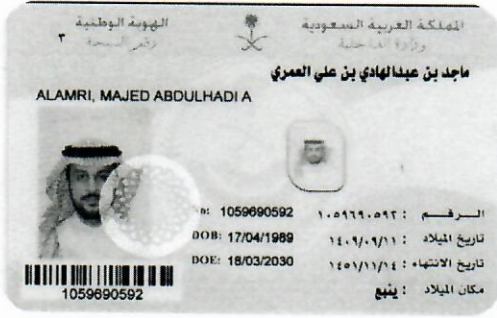 المملكة العربية السعودية
وزارة الداخلية
الهوية الوطنية
رقم النسخة ٣
ماجد بن عبدالهادي بن علي العمري
ALAMRI, MAJED ABDULHADI A
1059690592 الرقم : ١٠٥٩٦٩٠٥٩٢
DOB: 17/04/1989 تاريخ الميلاد : ١٤٠٩/٠٩/١١
DOE: 18/03/2030 تاريخ الانتهاء : ١٤٥١/١١/١٤
مكان الميلاد : ينبع
1059690592